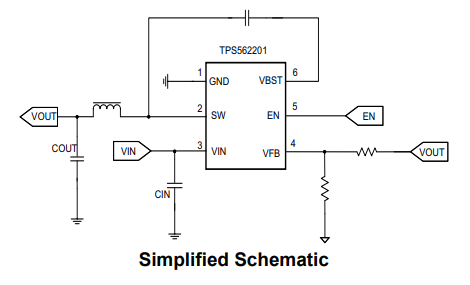 TPS562201
1 GND VBST 6
2 SW EN 5 EN
VOUT
3 VIN VFB 4
COUT VIN VOUT
CIN
Simplified Schematic